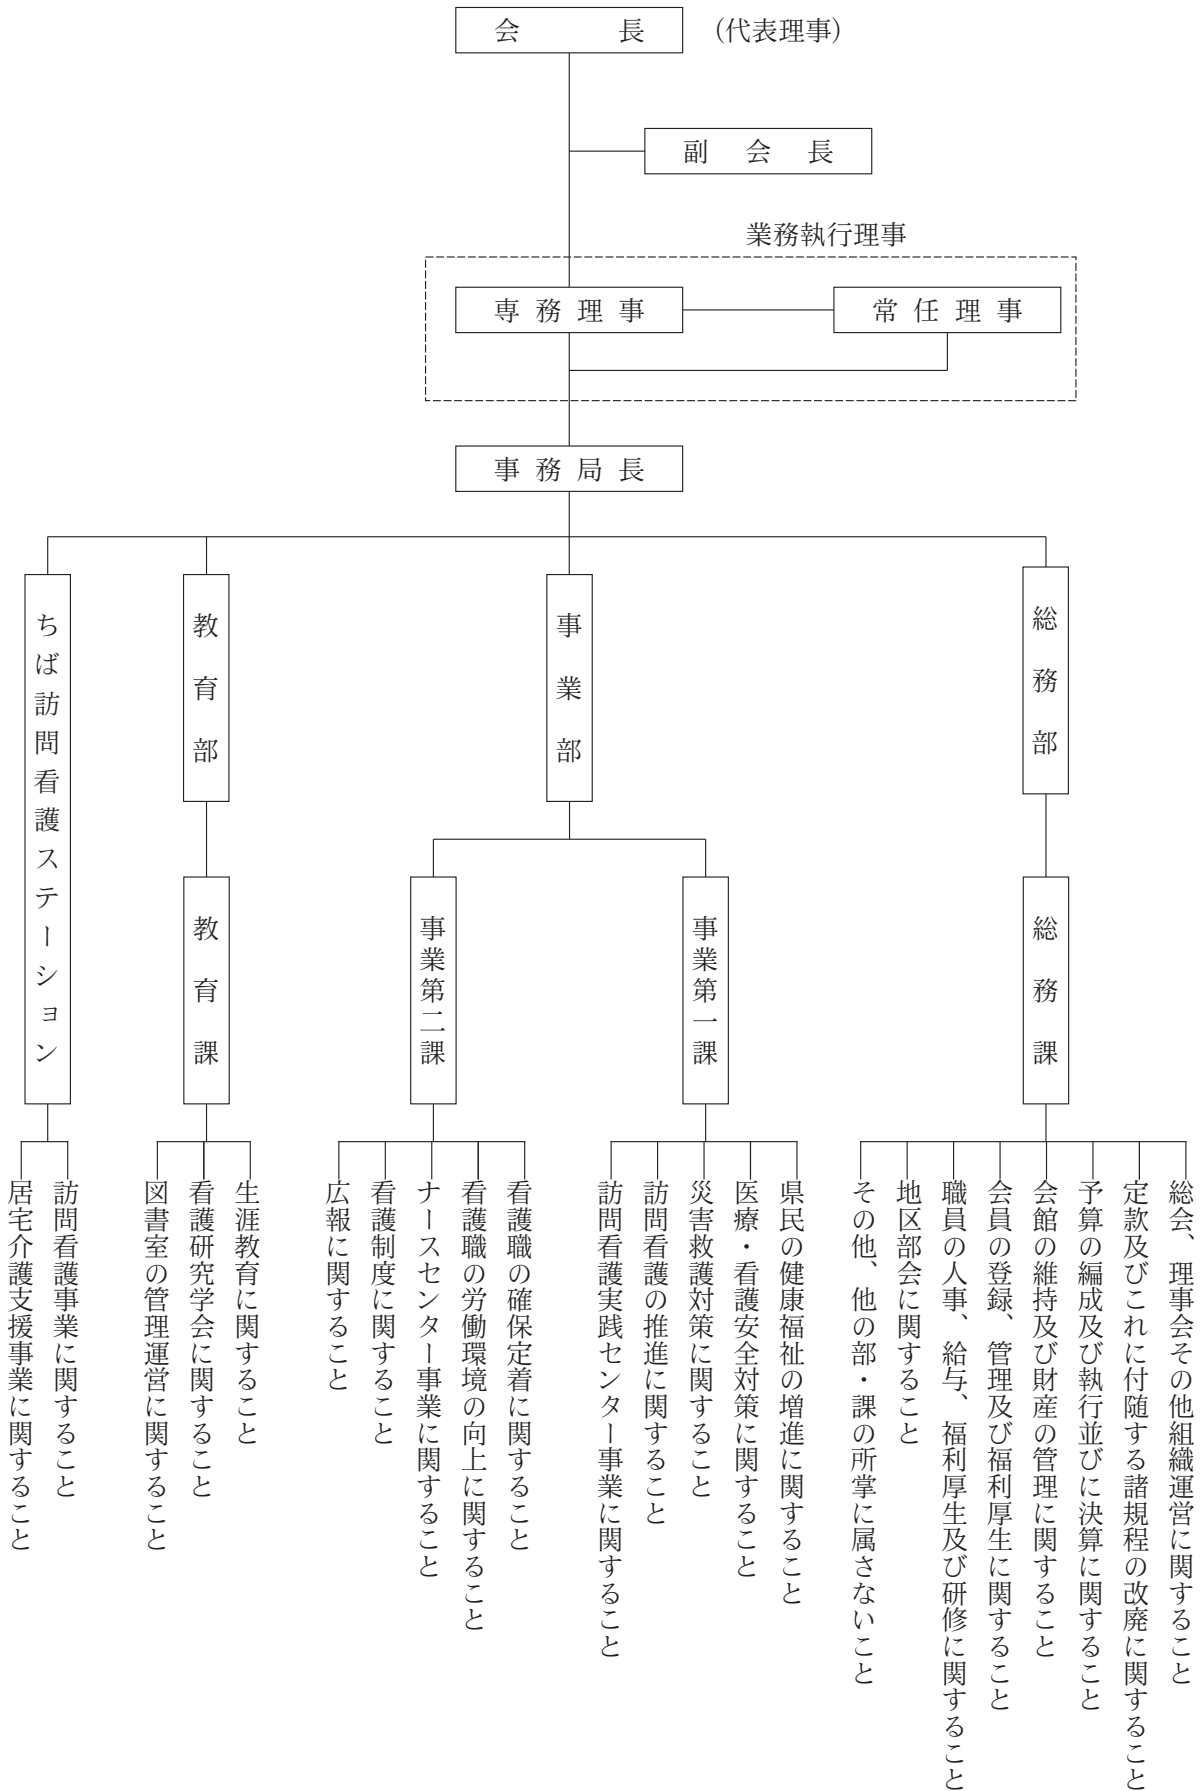 会長
(代表理事)
副会長
業務執行理事
専務理事
常任理事
事務局長
総務部
事業部
教育部
ちば訪問看護ステーション
総務課
事業第一課
事業第二課
教育課
総会、理事会その他組織運営に関すること
定款及びこれに付随する諸規程の改廃に関すること
予算の編成及び執行並びに決算に関すること
会館の維持及び財産の管理に関すること
会員の登録、管理及び福利厚生に関すること
職員の人事、給与、福利厚生及び研修に関すること
地区部会に関すること
その他、他の部・課の所掌に属さないこと
県民の健康福祉の増進に関すること
医療・看護安全対策に関すること
災害救護対策に関すること
訪問看護の推進に関すること
訪問看護実践センター事業に関すること
看護職の確保定着に関すること
看護職の労働環境の向上に関すること
ナースセンター事業に関すること
看護制度に関すること
広報に関すること
生涯教育に関すること
看護研究学会に関すること
図書室の管理運営に関すること
訪問看護事業に関すること
居宅介護支援事業に関すること